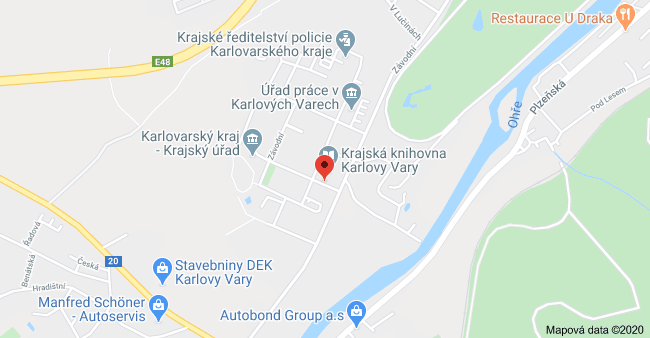 V Lučinách
Restaurace U Draka
Krajské ředitelství policie
Karlovarského kraje
Závodní
E48
Úřad práce v
Karlových Varech
Plzeňská
Pod Lesem
Ohře
Karlovarský kraj
- Krajský úřad
Závodní
Krajská knihovna
Karlovy Vary
Řadová
Benátská
Česká
20
Stavebniny DEK
Karlovy Vary
Hradištní
Manfred Schöner
- Autoservis
Autobond Group a.s
Mapová data ©2020